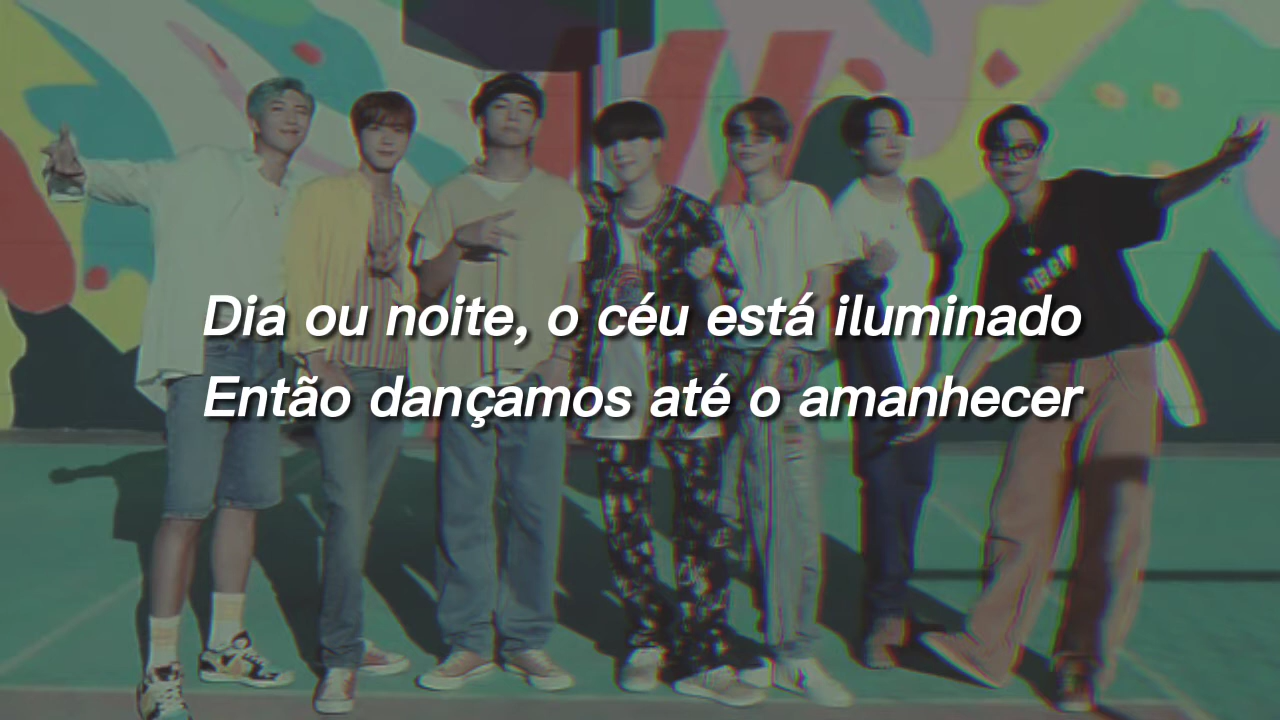 Dia ou noite, o céu está iluminado
Então dançamos até o amanhecer